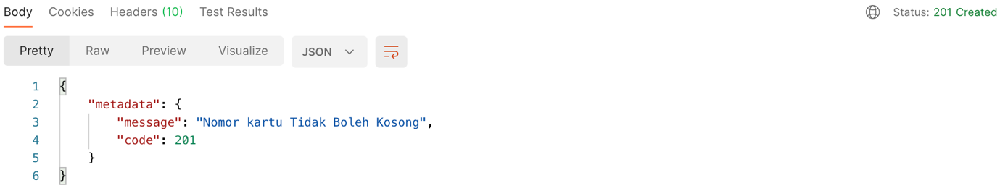 Body Cookies Headers (10) Test Results Status: 201 Created
Pretty Raw Preview Visualize JSON
1 {
2 "metadata": {
3 "message": "Nomor kartu Tidak Boleh Kosong",
4 "code": 201
5 }
6 }